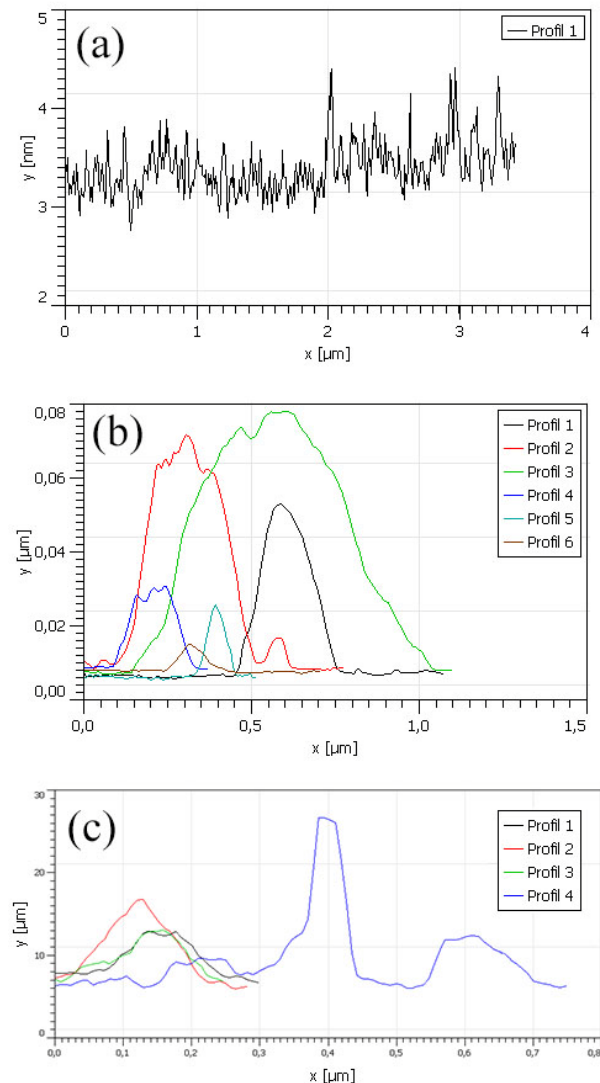 (a)
Profil 1
5
4
3
2
y [nm]
0 1 2 3 4
x [µm]
(b)
Profil 1
Profil 2
Profil 3
Profil 4
Profil 5
Profil 6
0,08
0,06
0,04
0,02
0,00
y [µm]
0,0 0,5 1,0 1,5
x [µm]
(c)
Profil 1
Profil 2
Profil 3
Profil 4
30
20
10
0
y [µm]
0,0 0,1 0,2 0,3 0,4 0,5 0,6 0,7 0,8
x [µm]